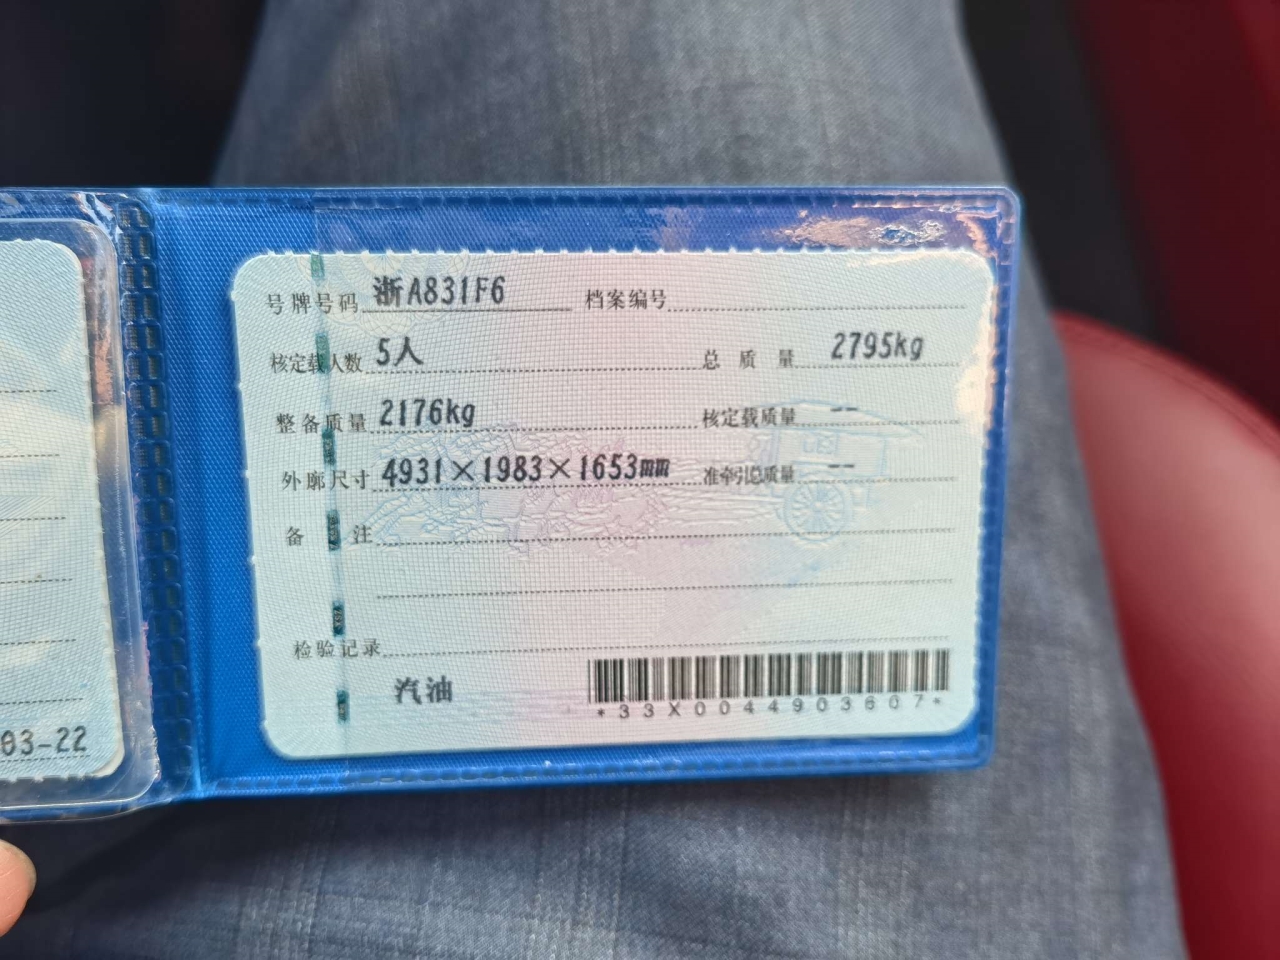 号牌号码 浙A831F6 档案编号
核定载人数 5人 总质量 2795kg
整备质量 2176kg 核定载质量 --
外廓尺寸 4931×1983×1653mm 准牵引总质量 --
备注
检验记录
汽油
*33X0044903607*
03-22